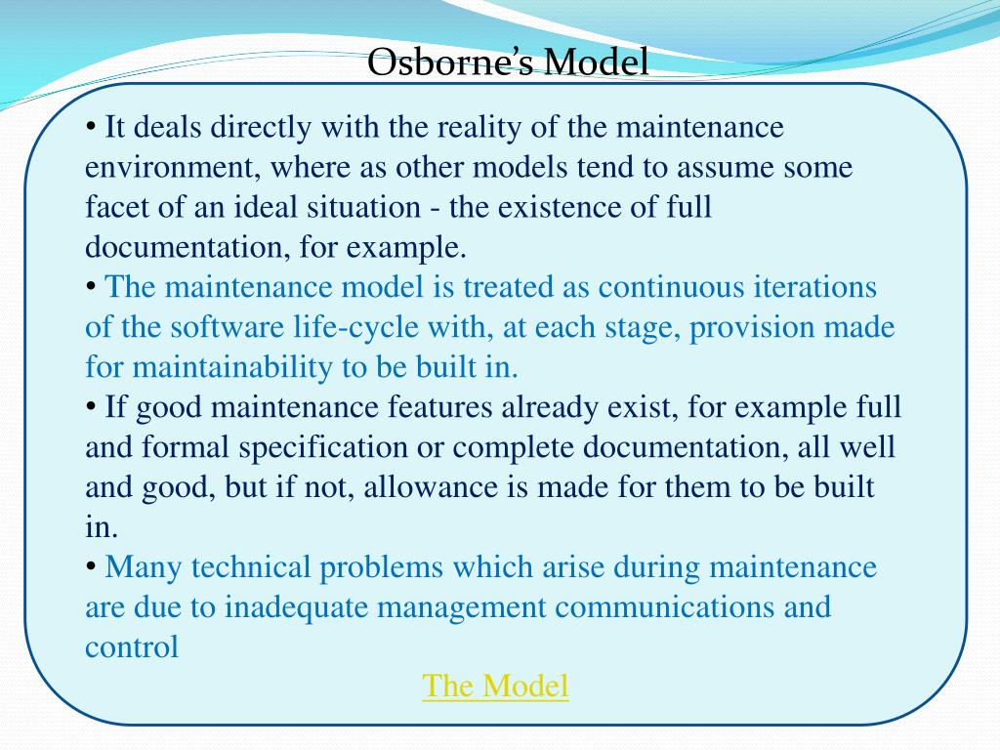 Osborne’s Model
• It deals directly with the reality of the maintenance
environment, where as other models tend to assume some
facet of an ideal situation - the existence of full
documentation, for example.
• The maintenance model is treated as continuous iterations
of the software life-cycle with, at each stage, provision made
for maintainability to be built in.
• If good maintenance features already exist, for example full
and formal specification or complete documentation, all well
and good, but if not, allowance is made for them to be built
in.
• Many technical problems which arise during maintenance
are due to inadequate management communications and
control
The Model